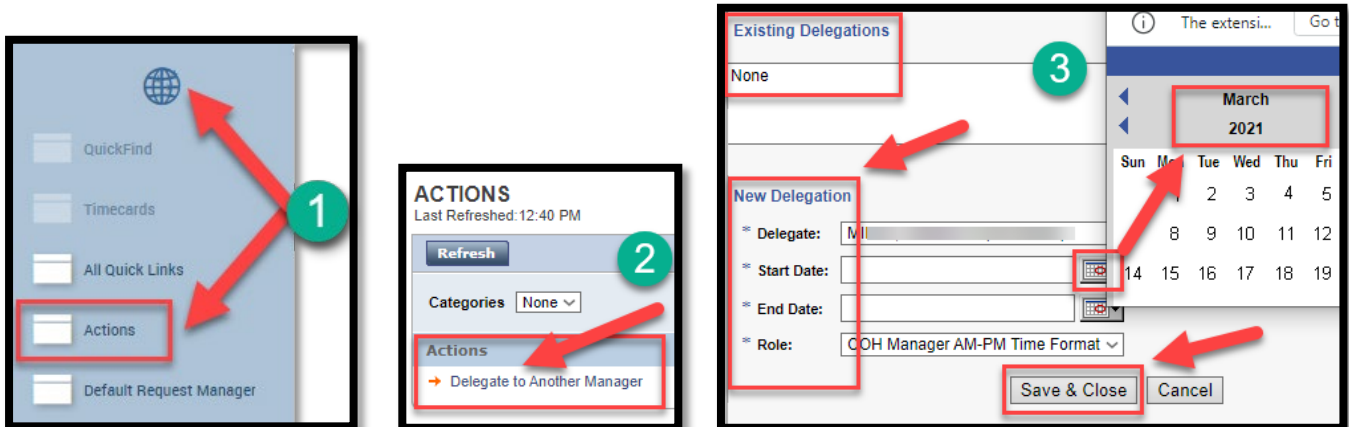 QuickFind
Timecards
All Quick Links
Actions
Default Request Manager
1
ACTIONS
Last Refreshed:12:40 PM
Refresh
2
Categories None
Actions
Delegate to Another Manager
Existing Delegations
None
3
New Delegation
* Delegate:
* Start Date:
* End Date:
* Role: COH Manager AM-PM Time Format
Save & Close Cancel
The extensi... Go t
March
2021
Sun Mon Tue Wed Thu Fri
1 2 3 4 5
8 9 10 11 12
14 15 16 17 18 19